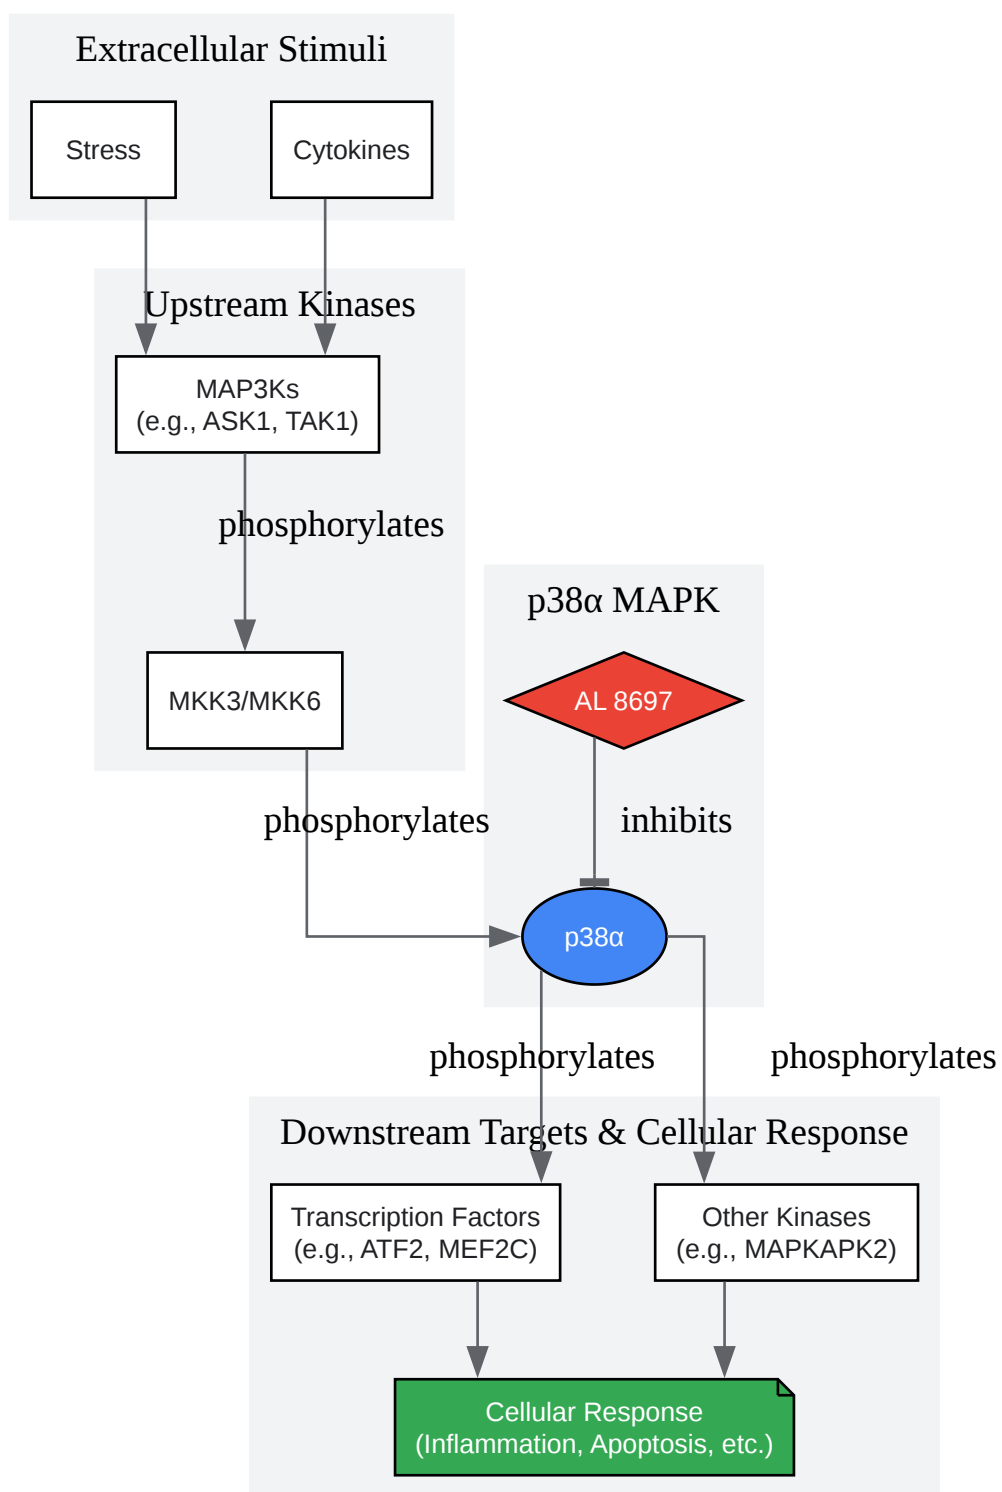 Extracellular Stimuli
Stress
Cytokines
Upstream Kinases
MAP3Ks
(e.g., ASK1, TAK1)
phosphorylates
MKK3/MKK6
p38α MAPK
AL 8697
phosphorylates
inhibits
p38α
phosphorylates
phosphorylates
Downstream Targets & Cellular Response
Transcription Factors
(e.g., ATF2, MEF2C)
Other Kinases
(e.g., MAPKAPK2)
Cellular Response
(Inflammation, Apoptosis, etc.)